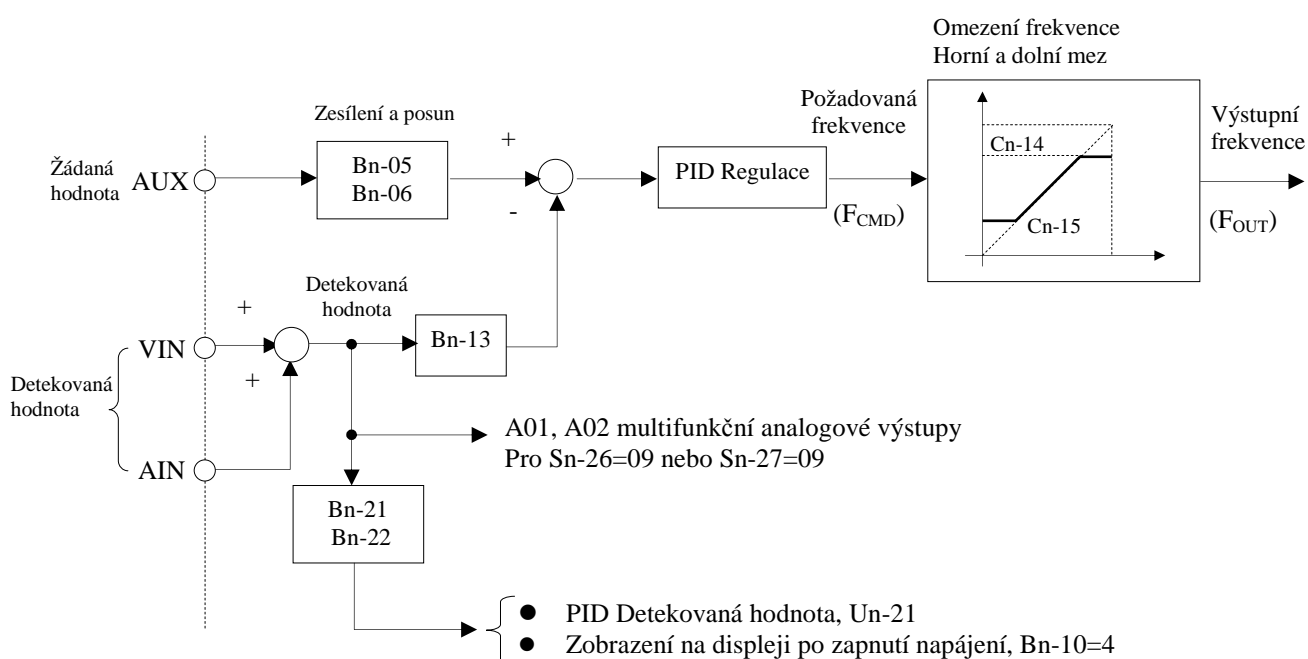 Omezení frekvence
Horní a dolní mez
Požadovaná
frekvence
Výstupní
frekvence
Zesílení a posun
+
Cn-14
Žádaná
hodnota
AUX
Bn-05
Bn-06
PID Regulace
-
(FCMD)
Cn-15
(FOUT)
Detekovaná
hodnota
+
VIN
Bn-13
+
Detekovaná
hodnota
A01, A02 multifunkční analogové výstupy
AIN
Pro Sn-26=09 nebo Sn-27=09
Bn-21
Bn-22
● PID Detekovaná hodnota, Un-21
● Zobrazení na displeji po zapnutí napájení, Bn-10=4